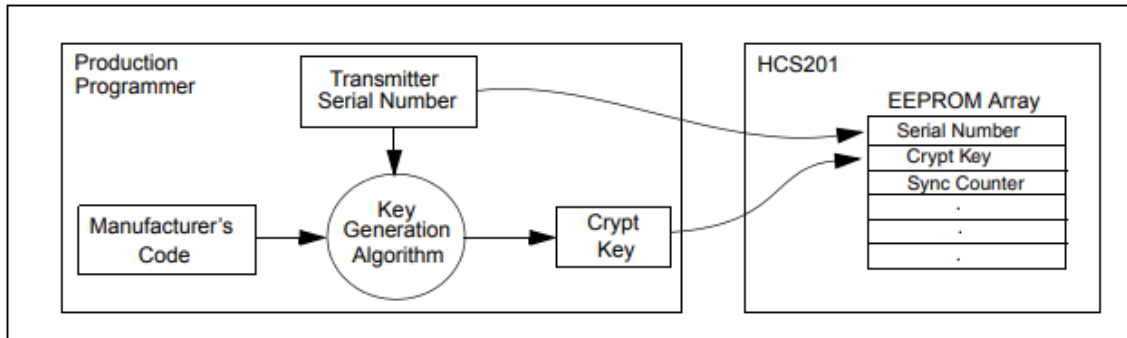 Production
Programmer
Transmitter
Serial Number
Manufacturer's
Code
Key
Generation
Algorithm
Crypt
Key
HCS201
EEPROM Array
Serial Number
Crypt Key
Sync Counter
.
.
.